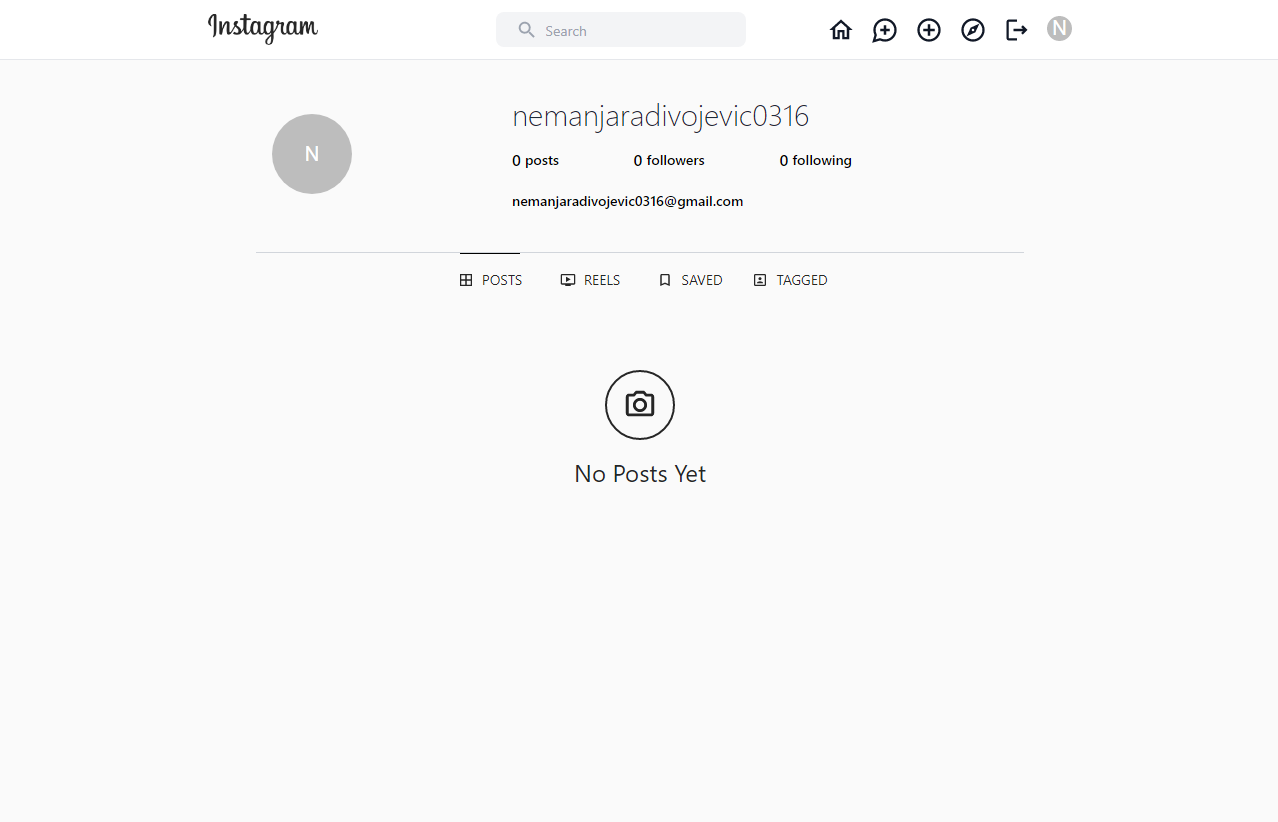 Instagram
Search
N
N
nemanjaradivojevic0316
0 posts 0 followers 0 following
nemanjaradivojevic0316@gmail.com
POSTS REELS SAVED TAGGED
No Posts Yet